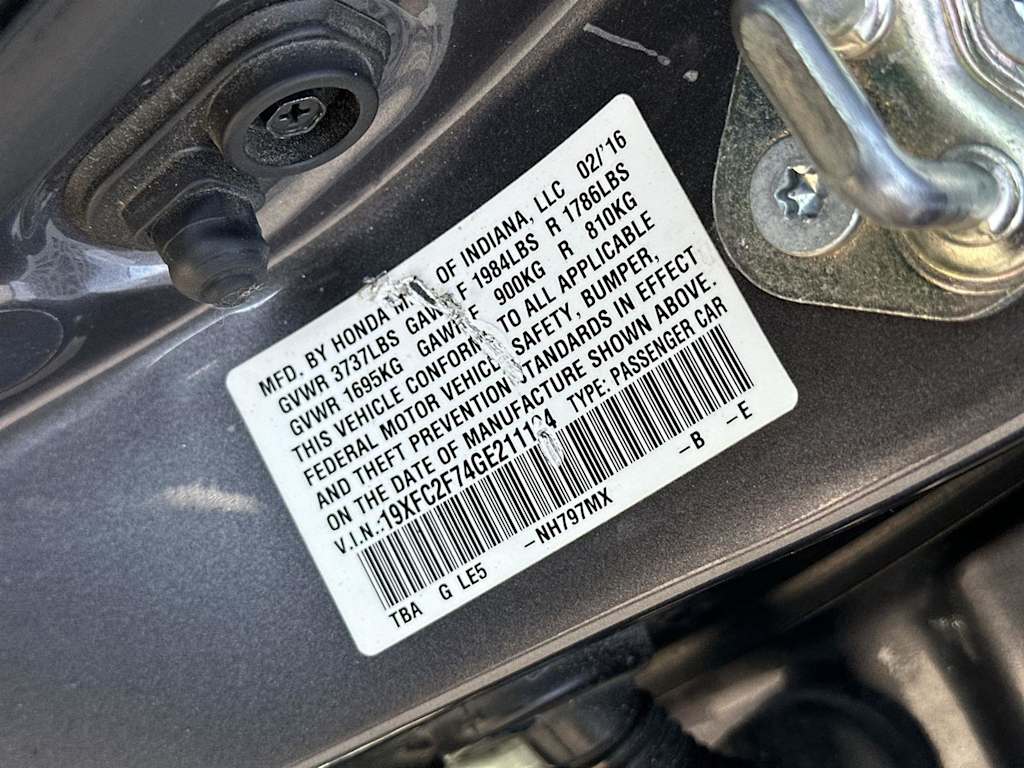 MFD. BY HONDA OF INDIANA, LLC 02/'16
GVWR 3737LBS GAWR F 1984LBS R 1786LBS
GVWR 1695KG GAWR F 900KG R 810KG
THIS VEHICLE CONFORMS TO ALL APPLICABLE
FEDERAL MOTOR VEHICLE SAFETY, BUMPER,
AND THEFT PREVENTION STANDARDS IN EFFECT
ON THE DATE OF MANUFACTURE SHOWN ABOVE.
V.I.N.: TYPE: PASSENGER CAR
TBA G LE5 –NH797MX –B –E